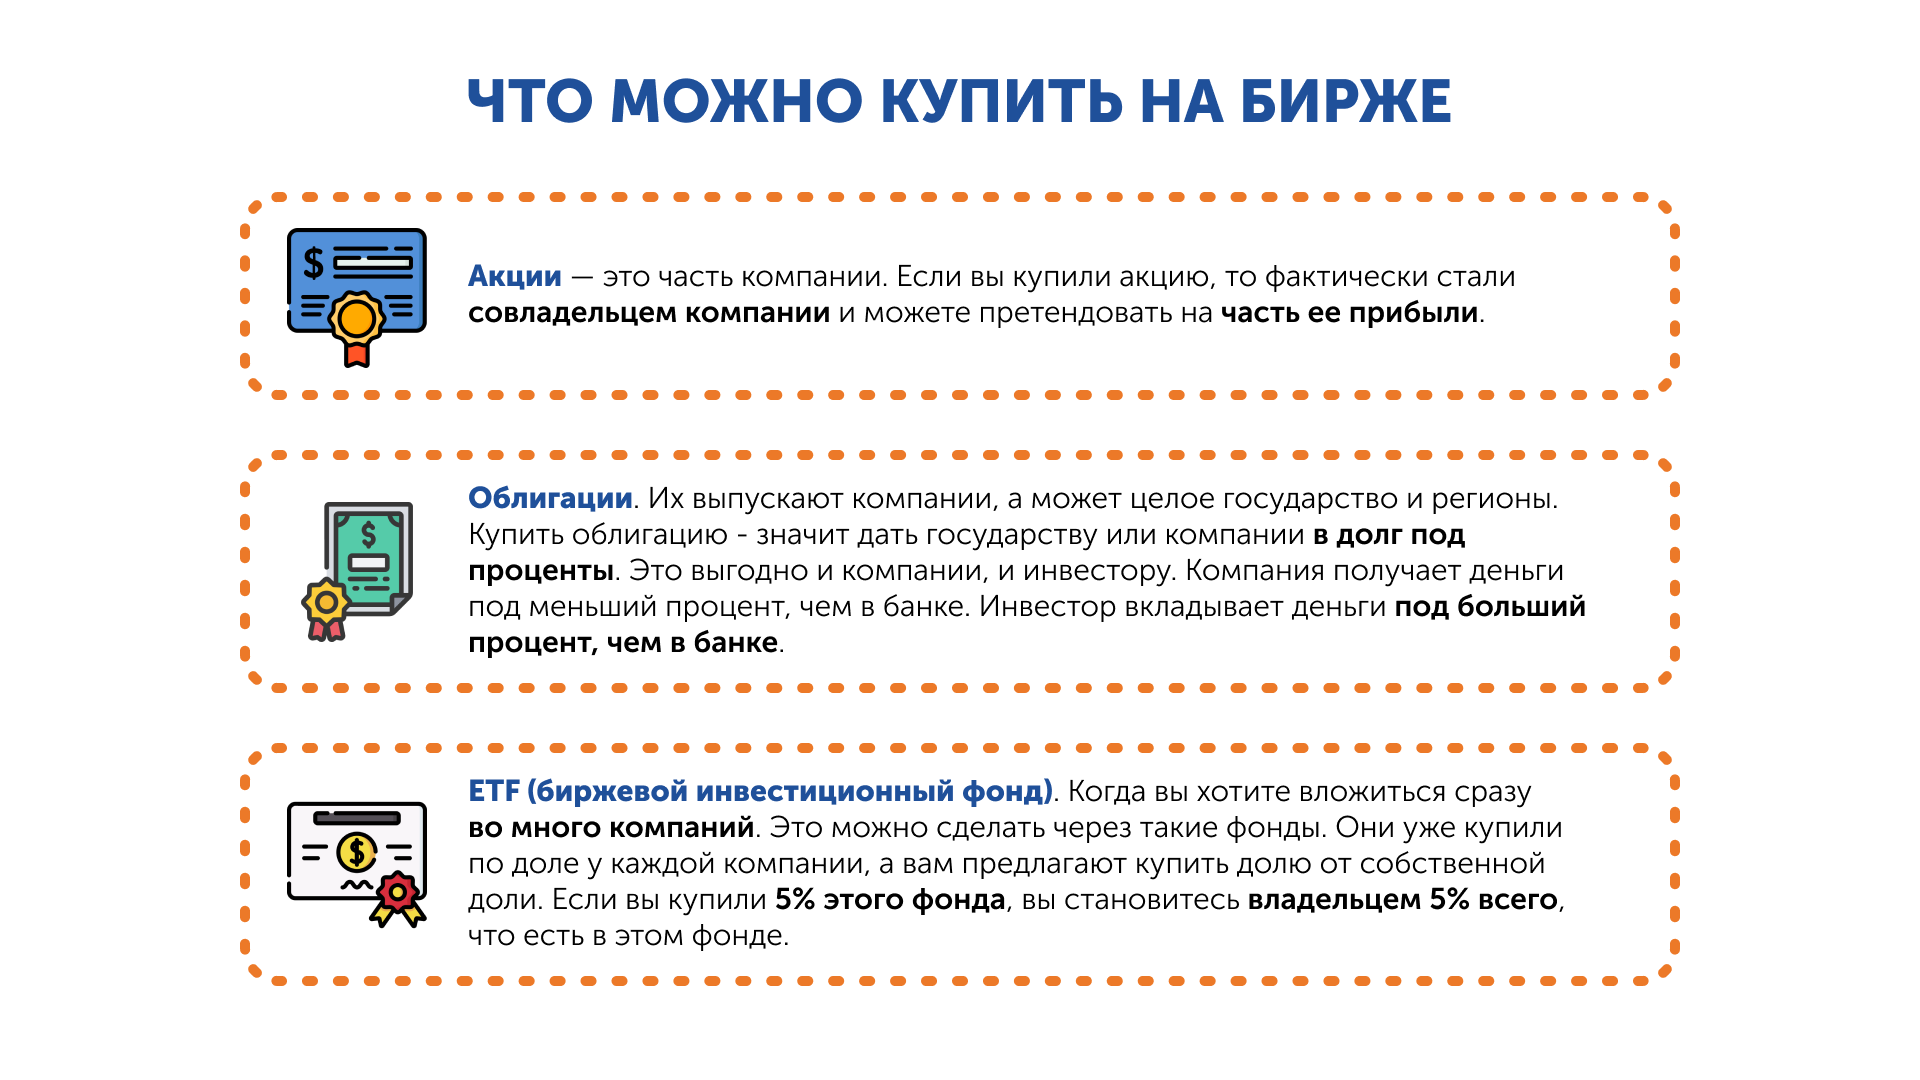 ЧТО МОЖНО КУПИТЬ НА БИРЖЕ
$
Акции — это часть компании. Если вы купили акцию, то фактически стали
совладельцем компании и можете претендовать на часть ее прибыли.
$
Облигации. Их выпускают компании, а может целое государство и регионы.
Купить облигацию - значит дать государству или компании в долг под
проценты. Это выгодно и компании, и инвестору. Компания получает деньги
под меньший процент, чем в банке. Инвестор вкладывает деньги под больший
процент, чем в банке.
$
ETF (биржевой инвестиционный фонд). Когда вы хотите вложиться сразу
во много компаний. Это можно сделать через такие фонды. Они уже купили
по доле у каждой компании, а вам предлагают купить долю от собственной
доли. Если вы купили 5% этого фонда, вы становитесь владельцем 5% всего,
что есть в этом фонде.